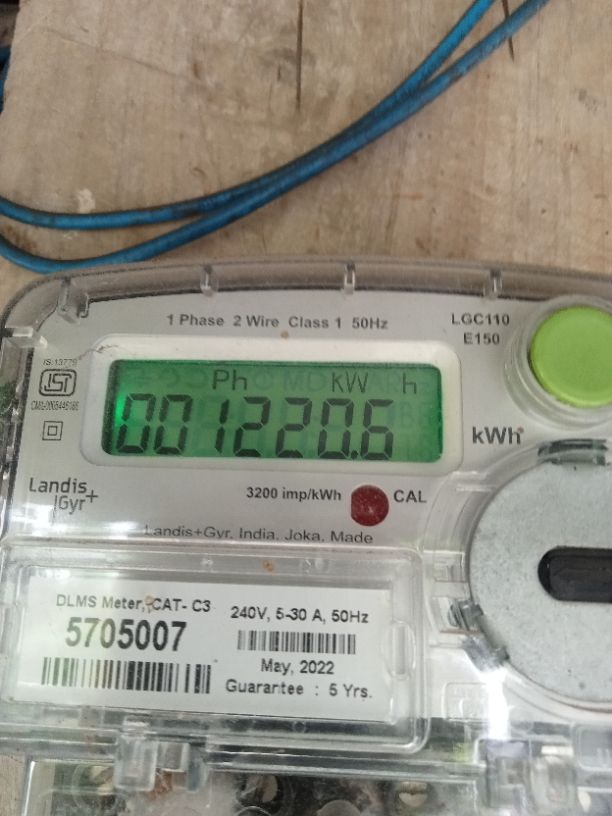 1 Phase 2 Wire Class 1 50Hz
LGC110
E150
IS:13779
Ph kW h
001220.6
kWh
Landis
Gyr+
3200 imp/kWh
CAL
Landis+Gyr, India, Joka, Made
DLMS Meter, CAT- C3
5705007
240V, 5-30 A, 50Hz
May, 2022
Guarantee : 5 Yrs.